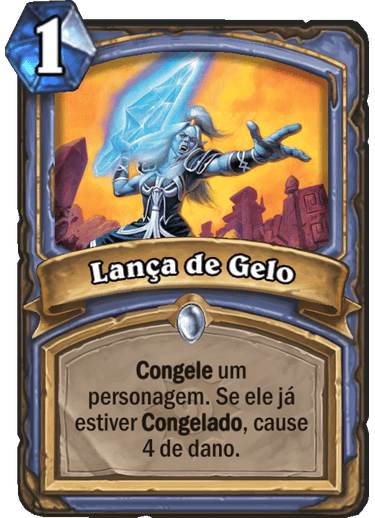 1
Lança de Gelo
Congele um
personagem. Se ele já
estiver Congelado, cause
4 de dano.